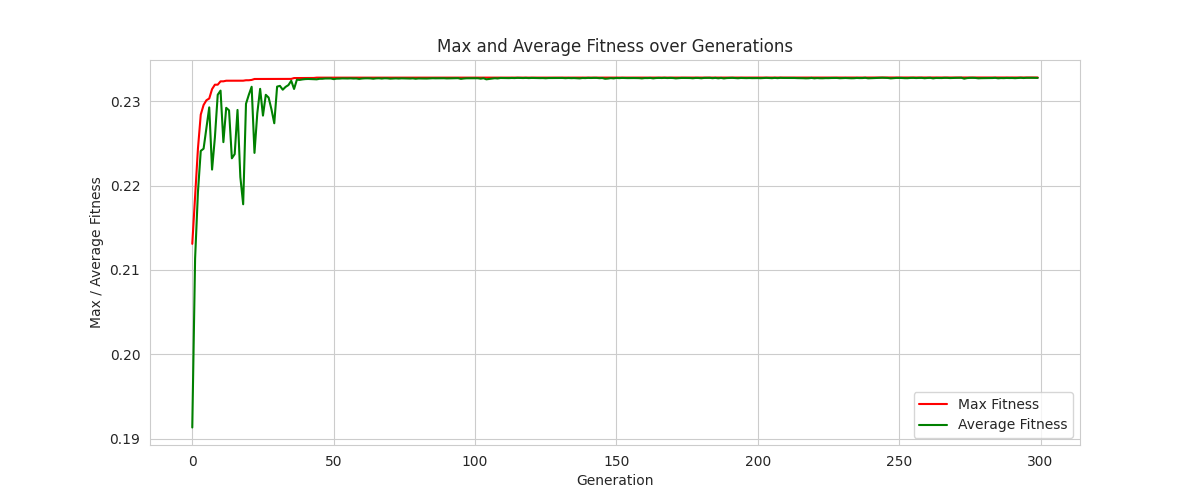 Max and Average Fitness over Generations
Max / Average Fitness
0.23
0.22
0.21
0.20
0.19
0
50
100
150
200
250
300
Generation
Max Fitness
Average Fitness